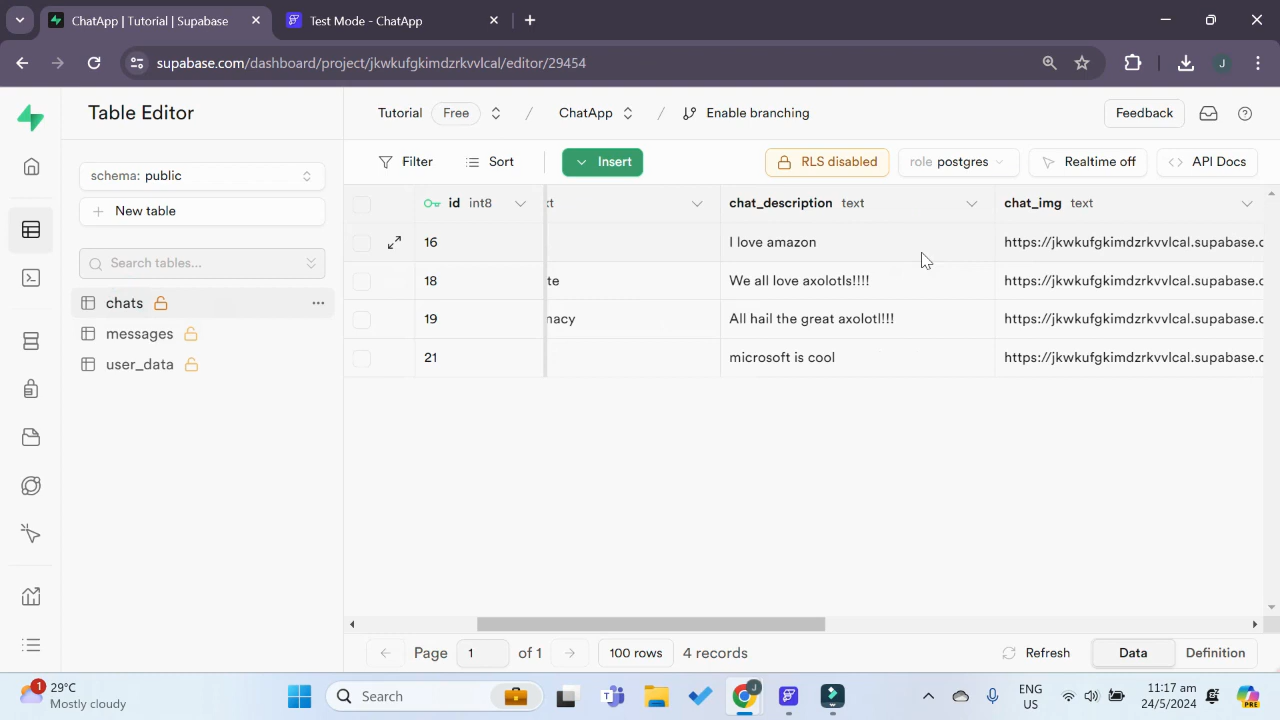 ChatApp | Tutorial | Supabase
Test Mode - ChatApp
supabase.com/dashboard/project/jkwkufgkimdzrkvvlcal/editor/29454
J
Table Editor
Tutorial Free / ChatApp / Enable branching
Feedback
schema: public
New table
Search tables...
chats
messages
user_data
Filter
Sort
Insert
RLS disabled
role postgres
Realtime off
API Docs
id int8 xt chat_description text chat_img text
16 I love amazon https://jkwkufgkimdzrkvvlcal.supabase.c
18 te We all love axolotls!!!! https://jkwkufgkimdzrkvvlcal.supabase.c
19 nacy All hail the great axolotl!!! https://jkwkufgkimdzrkvvlcal.supabase.c
21 microsoft is cool https://jkwkufgkimdzrkvvlcal.supabase.c
Page 1 of 1 100 rows 4 records
Refresh
Data
Definition
1
29°C
Mostly cloudy
Search
J
ENG
US
11:17 am
24/5/2024
PRE